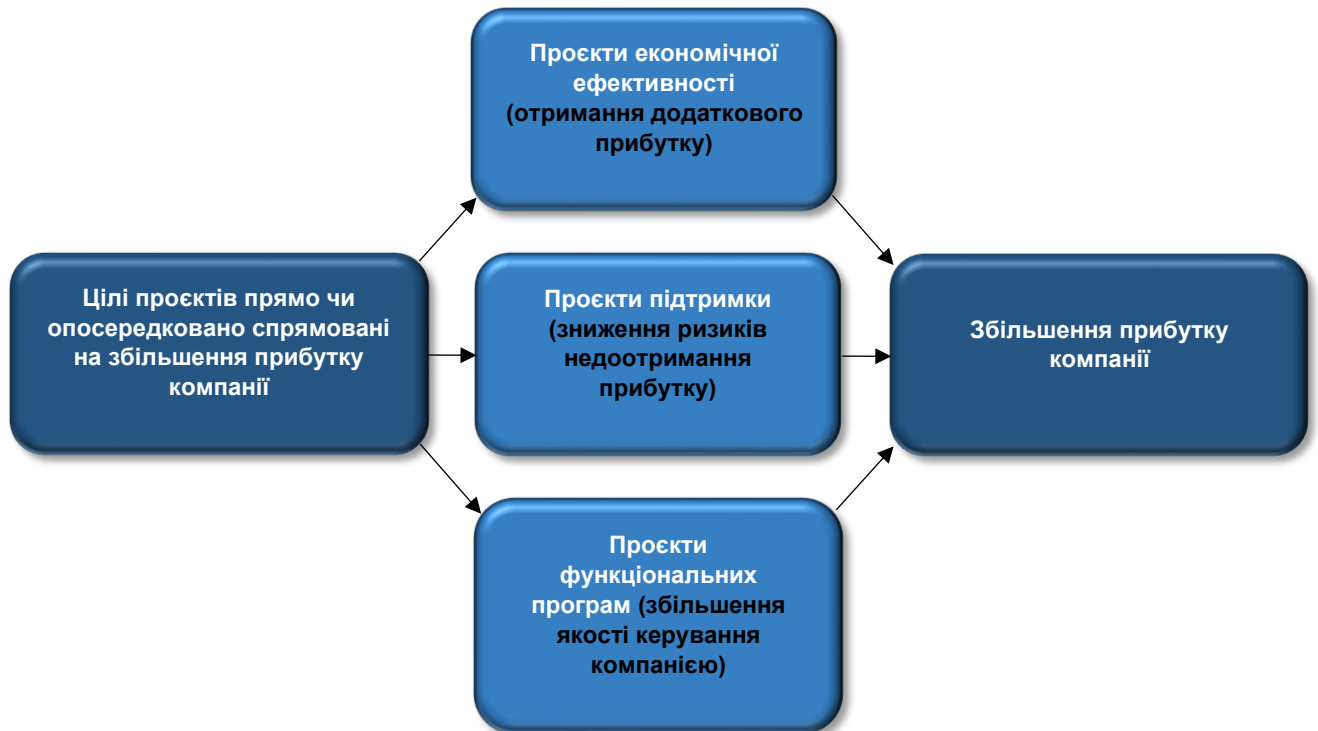 Проєкти економічної
ефективності
(отримання додаткового
прибутку)
Цілі проєктів прямо чи
опосередковано спрямовані
на збільшення прибутку
компанії
Проєкти підтримки
(зниження ризиків
недоотримання
прибутку)
Збільшення прибутку
компанії
Проєкти
функціональних
програм (збільшення
якості керування
компанією)